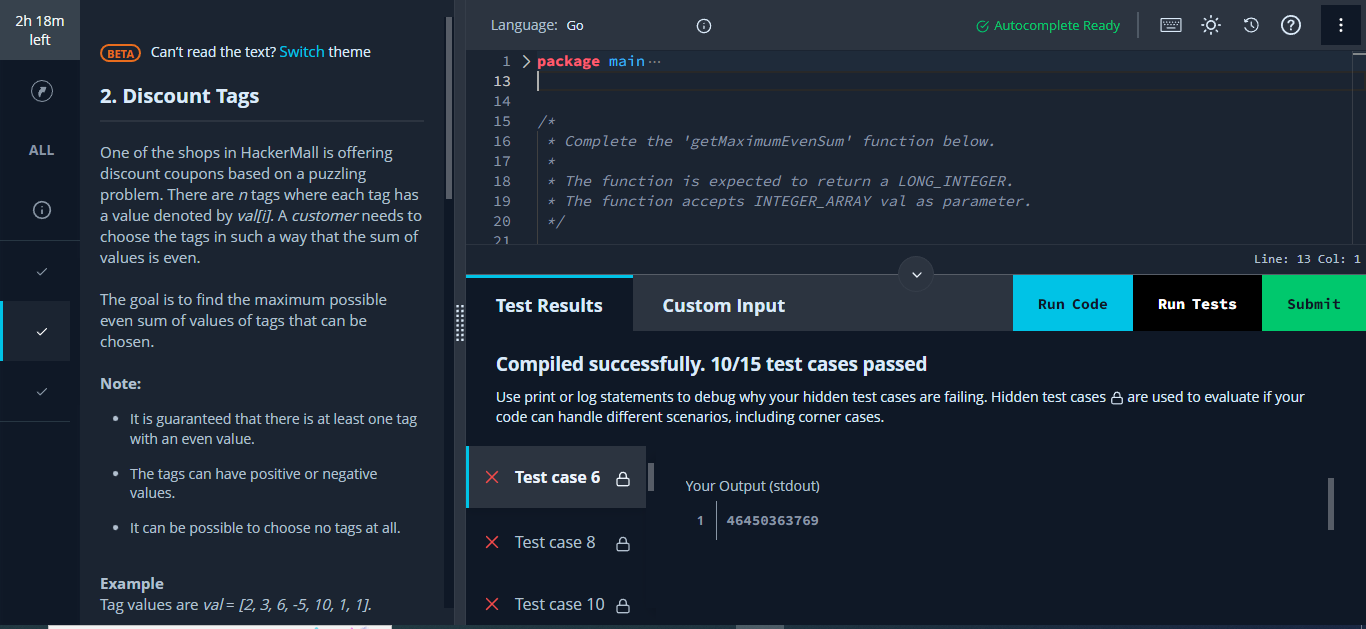 2h 18m
left
ALL
BETA Can't read the text? Switch theme
2. Discount Tags
One of the shops in HackerMall is offering
discount coupons based on a puzzling
problem. There are n tags where each tag has
a value denoted by val[i]. A customer needs to
choose the tags in such a way that the sum of
values is even.
The goal is to find the maximum possible
even sum of values of tags that can be
chosen.
Note:
• It is guaranteed that there is at least one tag
with an even value.
• The tags can have positive or negative
values.
• It can be possible to choose no tags at all.
Example
Tag values are val = [2, 3, 6, -5, 10, 1, 1].
Language: Go
Autocomplete Ready
1 package main ...
13
14
15 /*
16 * Complete the 'getMaximumEvenSum' function below.
17 *
18 * The function is expected to return a LONG_INTEGER.
19 * The function accepts INTEGER_ARRAY val as parameter.
20 */
21
Line: 13 Col: 1
Test Results
Custom Input
Run Code
Run Tests
Submit
Compiled successfully. 10/15 test cases passed
Use print or log statements to debug why your hidden test cases are failing. Hidden test cases are used to evaluate if your
code can handle different scenarios, including corner cases.
Test case 6
Test case 8
Test case 10
Your Output (stdout)
1 46450363769